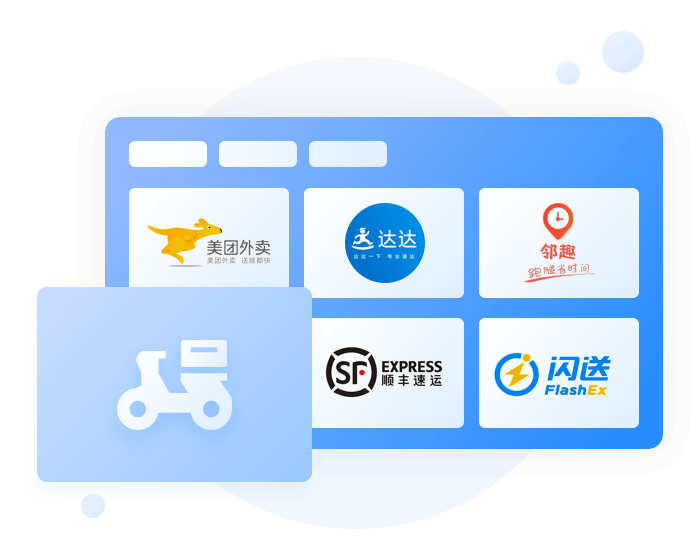 美团外卖
美团外卖 送啥都快
达达
达达一下 专业速达
邻趣
跑腿省时间
SF EXPRESS
顺丰速运
闪送
FlashEx